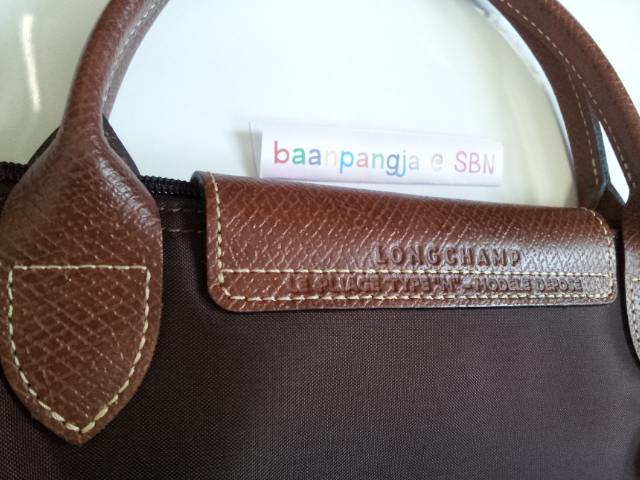 baanpangja @ SBN
LONGCHAMP
LE PLIAGE TYPE "M" - MODELE DEPOSE